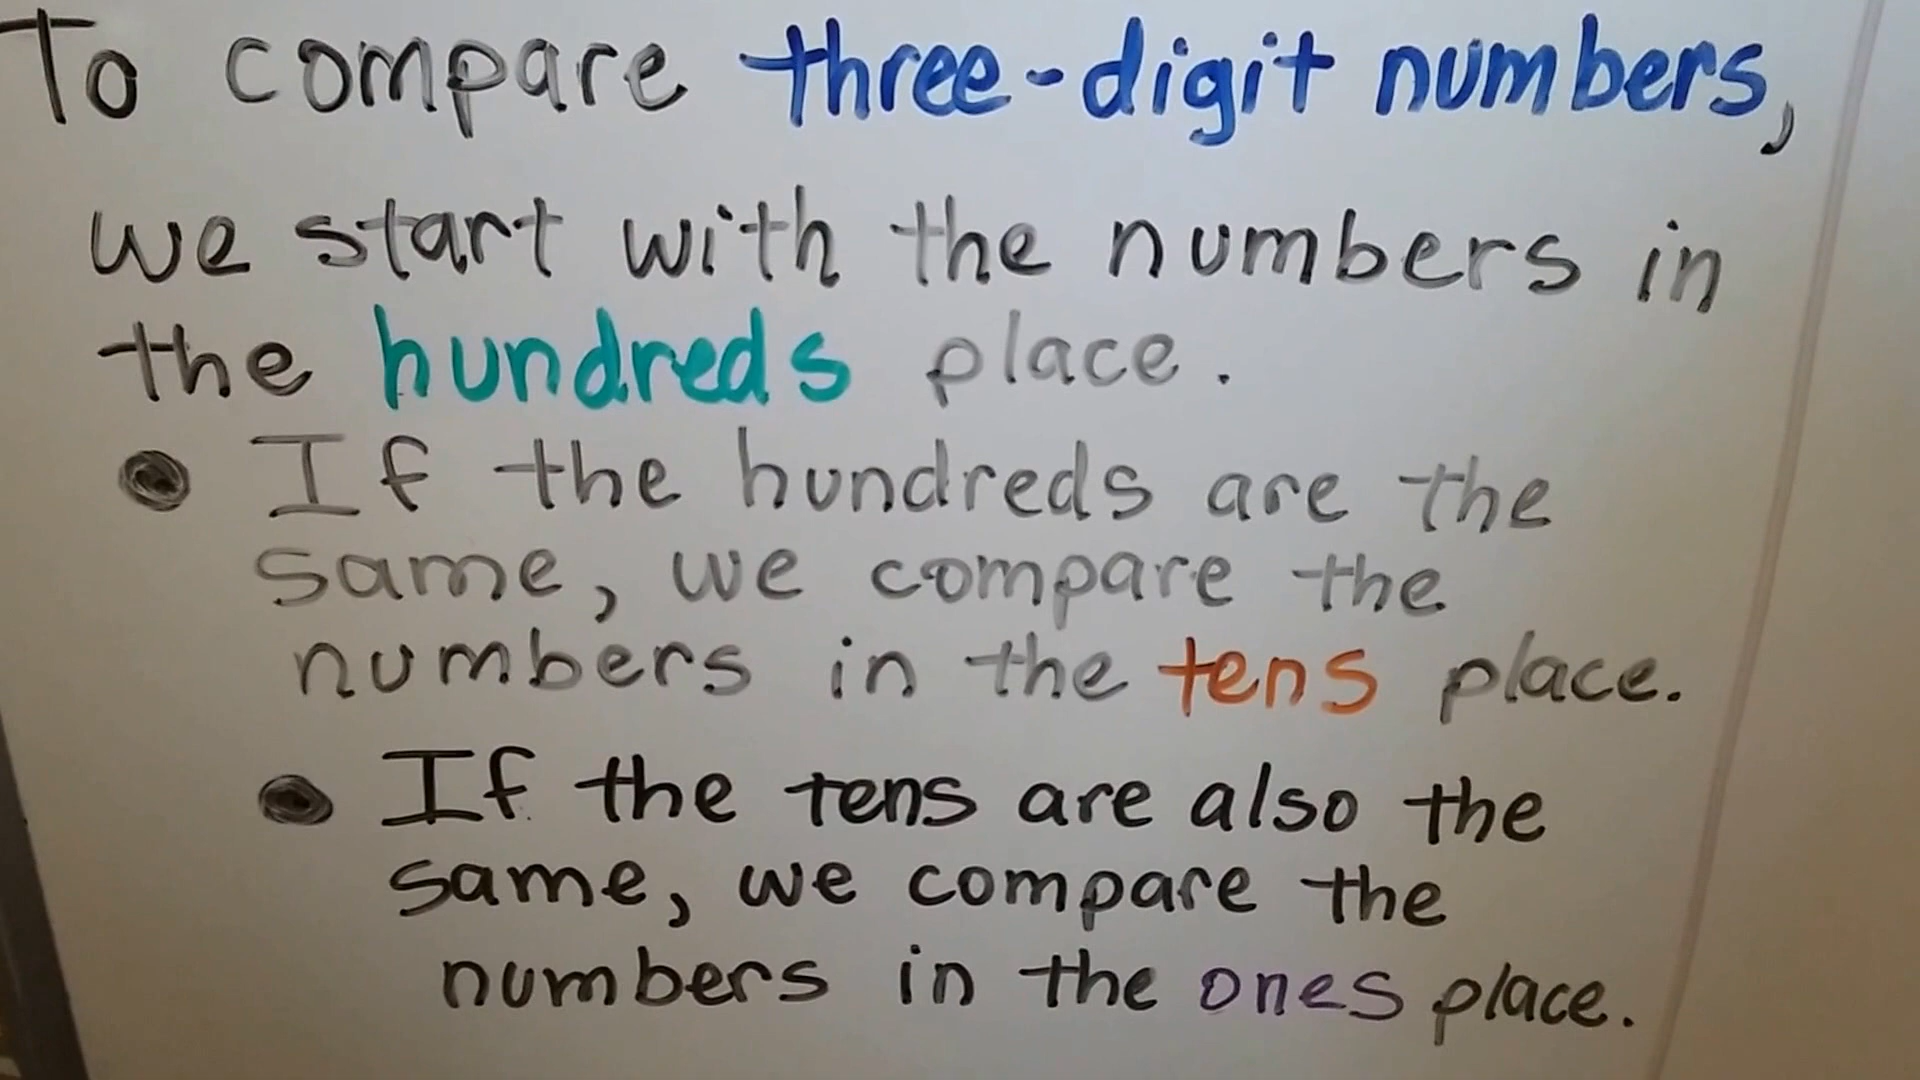 To compare three-digit numbers,
we start with the numbers in
the hundreds place.
If the hundreds are the
same, we compare the
numbers in the tens place.
If the tens are also the
same, we compare the
numbers in the ones place.